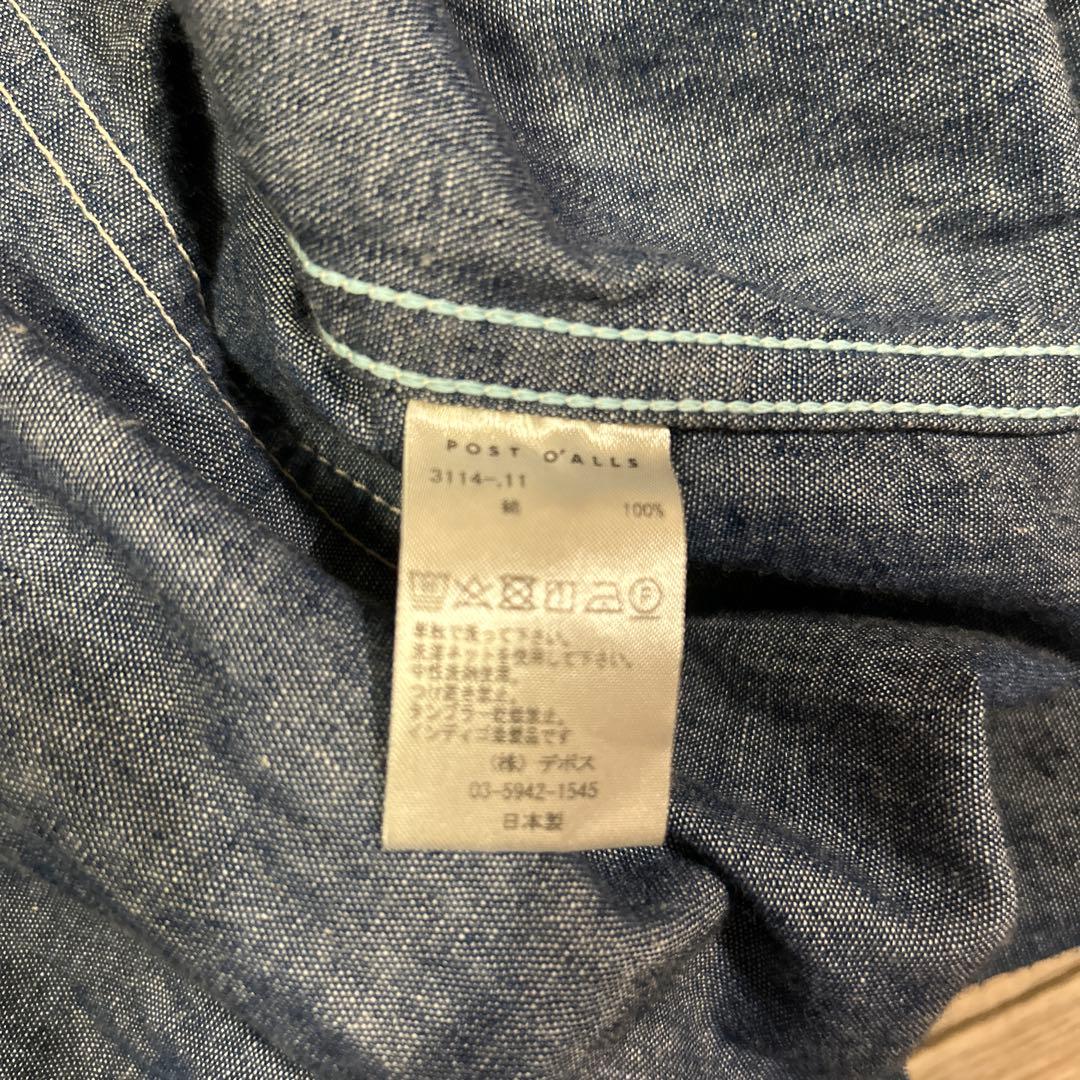 POST O'ALLS
3114-.11
綿 100%
単独で洗って下さい。
洗濯ネットを使用して下さい。
中性洗剤使用。
つけ置き禁止。
タンブラー乾燥禁止。
インディゴ染製品です
(株) デポス
03-5942-1545
日本製